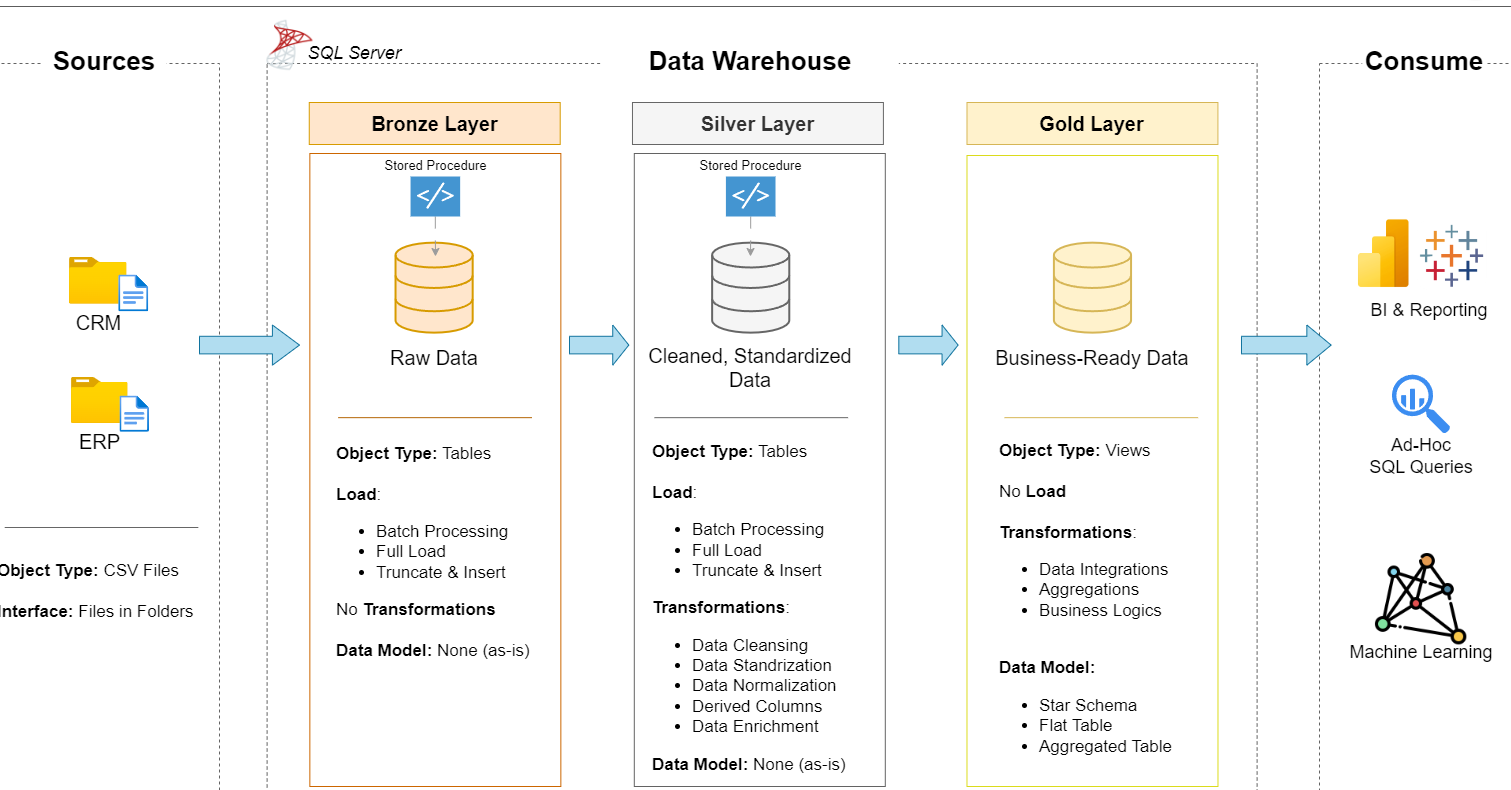 Sources
CRM
ERP
Object Type: CSV Files
Interface: Files in Folders
SQL Server
Data Warehouse
Bronze Layer
Stored Procedure
Raw Data
Object Type: Tables
Load:
Batch Processing
Full Load
Truncate & Insert
No Transformations
Data Model: None (as-is)
Silver Layer
Stored Procedure
Cleaned, Standardized
Data
Object Type: Tables
Load:
Batch Processing
Full Load
Truncate & Insert
Transformations:
Data Cleansing
Data Standrization
Data Normalization
Derived Columns
Data Enrichment
Data Model: None (as-is)
Gold Layer
Business-Ready Data
Object Type: Views
No Load
Transformations:
Data Integrations
Aggregations
Business Logics
Data Model:
Star Schema
Flat Table
Aggregated Table
Consume
BI & Reporting
Ad-Hoc
SQL Queries
Machine Learning